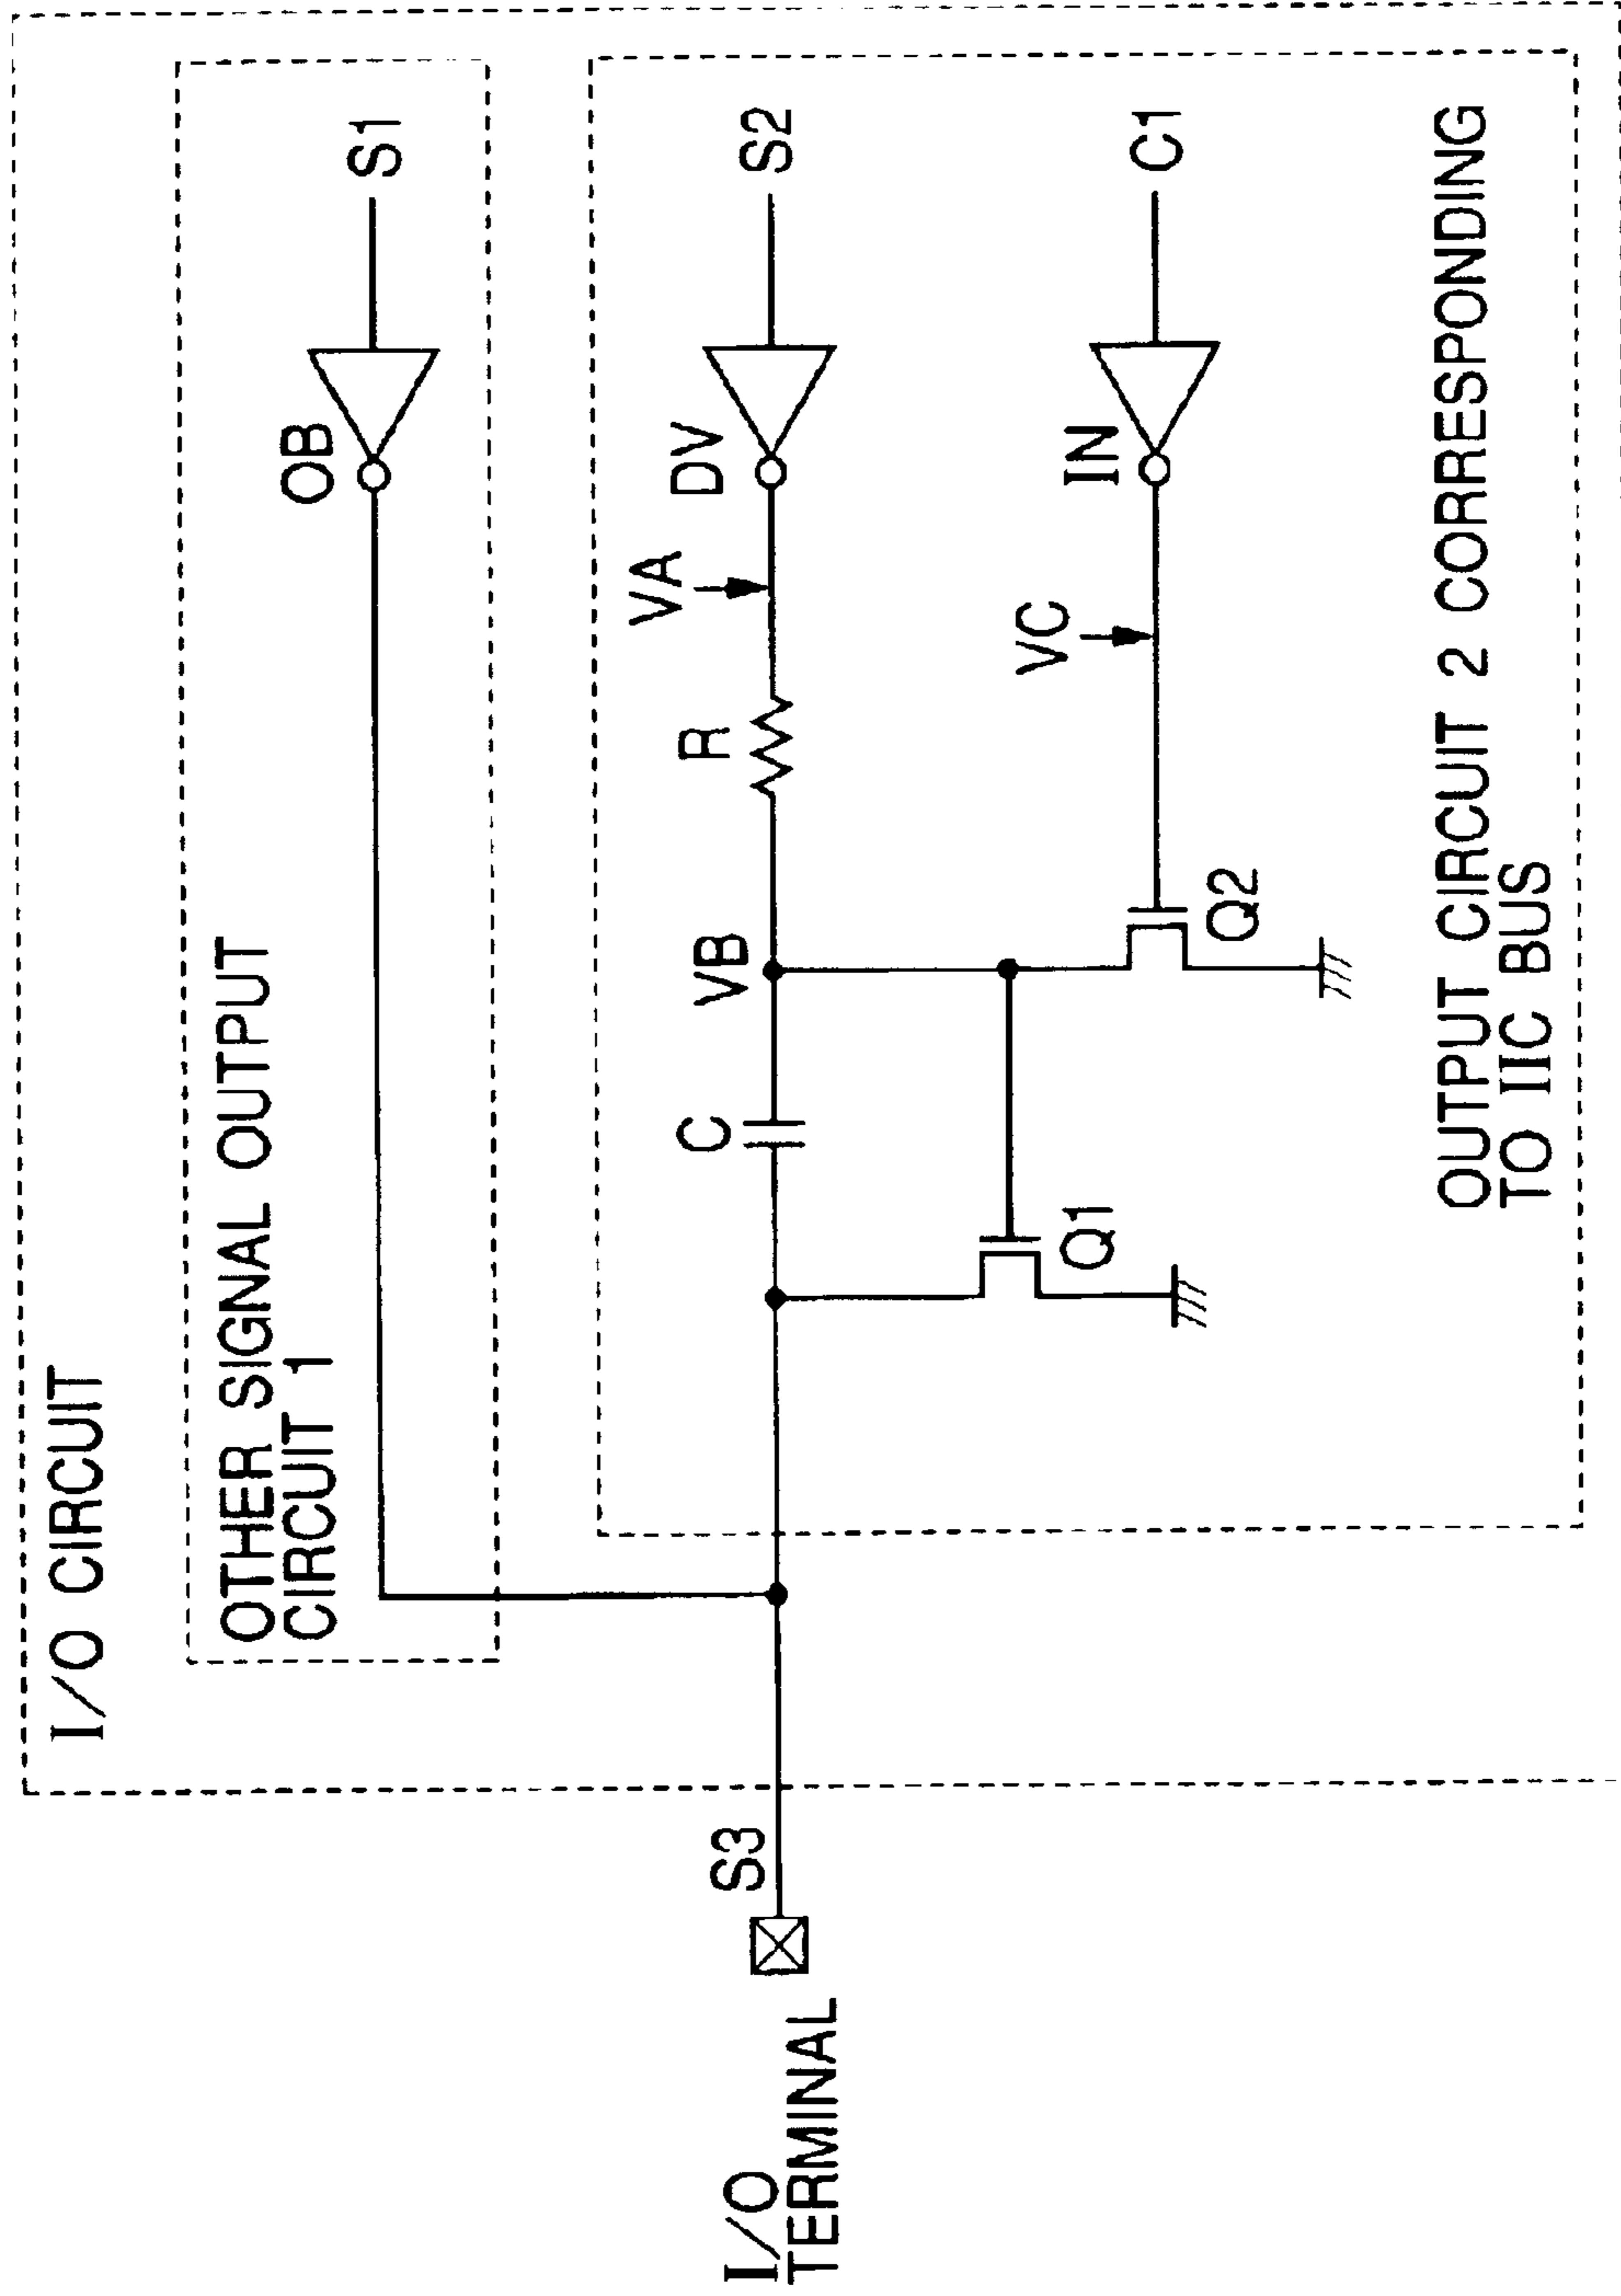 I/O CIRCUIT
OTHER SIGNAL OUTPUT
CIRCUIT 1
OB
S1
I/O
TERMINAL
S3
C
VB
R
VA
DV
S2
Q1
Q2
VC
IN
C1
OUTPUT CIRCUIT 2 CORRESPONDING
TO IIC BUS